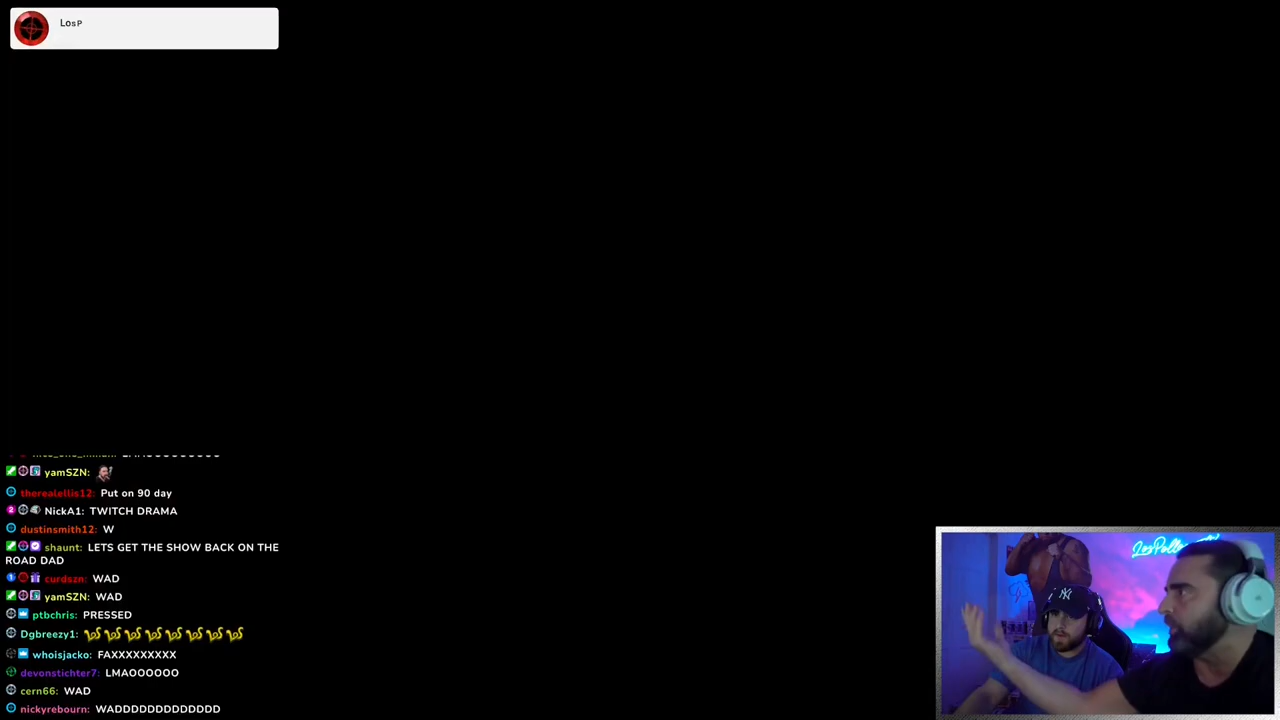 LosP
yamSZN:
therealellis12: Put on 90 day
NickA1: TWITCH DRAMA
dustinsmith12: W
shaunt: LETS GET THE SHOW BACK ON THE
ROAD DAD
curdszn: WAD
yamSZN: WAD
ptbchris: PRESSED
Dgbreezy1:
whoisjacko: FAXXXXXXXXX
devonstichter7: LMAOOOOOO
cern66: WAD
nickyrebourn: WADDDDDDDDDDDDD